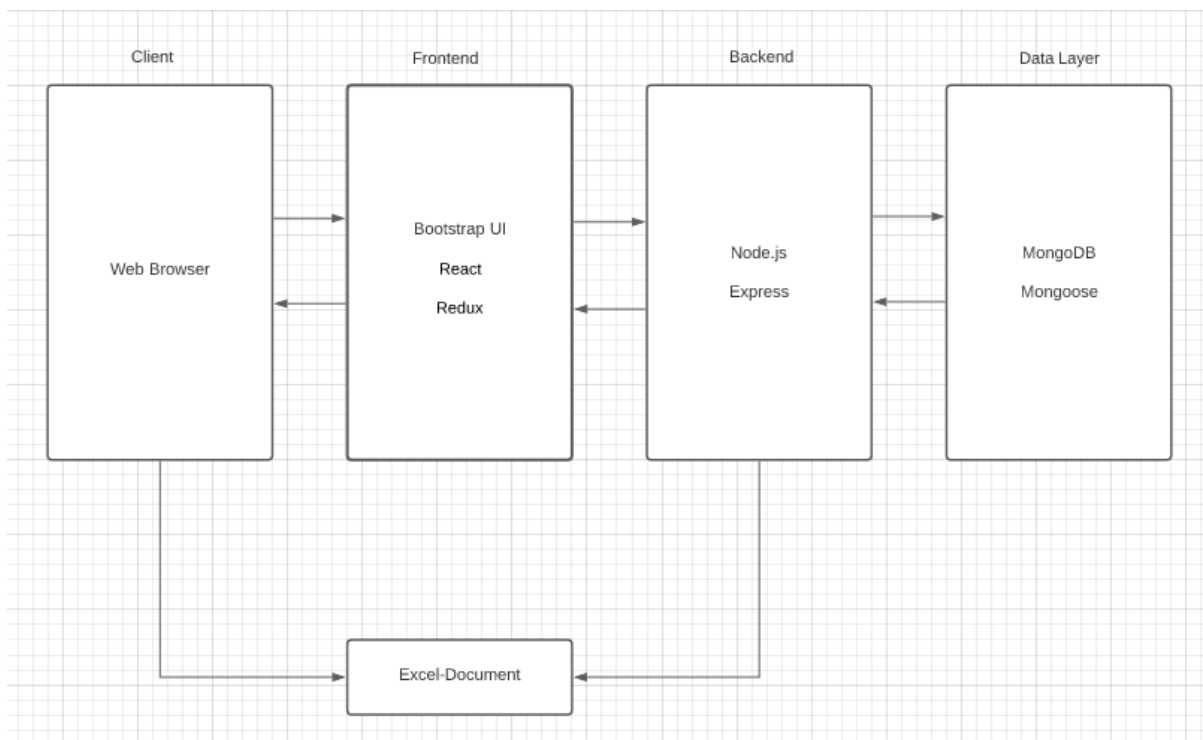 Client
Frontend
Backend
Data Layer
Web Browser
Bootstrap UI
React
Redux
Node.js
Express
MongoDB
Mongoose
Excel-Document